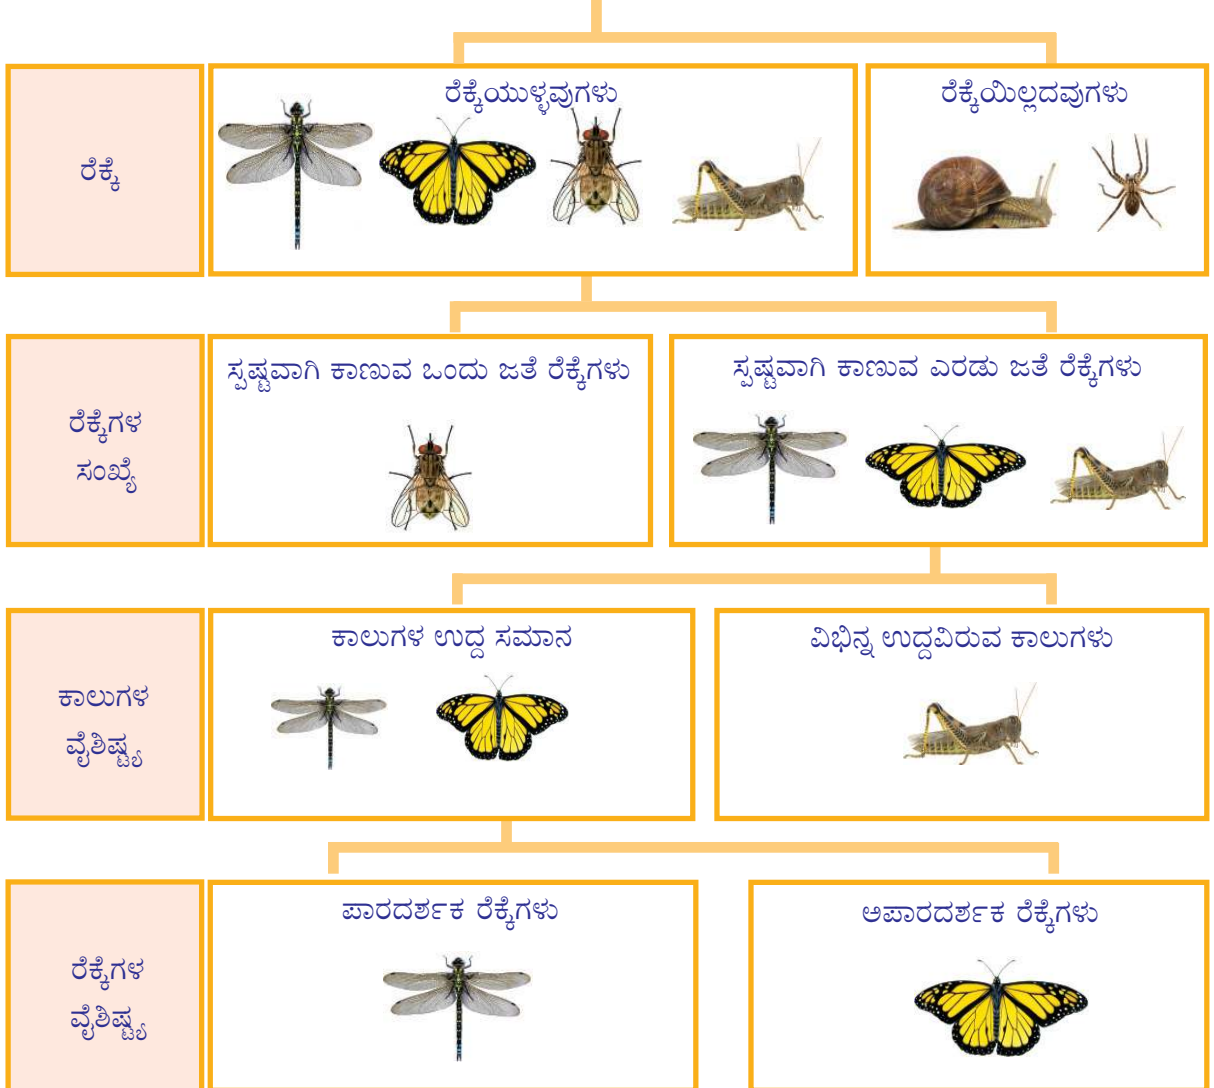 ರೆಕ್ಕೆ
ರೆಕ್ಕೆಯುಳ್ಳವುಗಳು
ರೆಕ್ಕೆಯಿಲ್ಲದವುಗಳು
ರೆಕ್ಕೆಗಳ
ಸಂಖ್ಯೆ
ಸ್ಪಷ್ಟವಾಗಿ ಕಾಣುವ ಒಂದು ಜತೆ ರೆಕ್ಕೆಗಳು
ಸ್ಪಷ್ಟವಾಗಿ ಕಾಣುವ ಎರಡು ಜತೆ ರೆಕ್ಕೆಗಳು
ಕಾಲುಗಳ
ವೈಶಿಷ್ಟ್ಯ
ಕಾಲುಗಳ ಉದ್ದ ಸಮಾನ
ವಿಭಿನ್ನ ಉದ್ದವಿರುವ ಕಾಲುಗಳು
ರೆಕ್ಕೆಗಳ
ವೈಶಿಷ್ಟ್ಯ
ಪಾರದರ್ಶಕ ರೆಕ್ಕೆಗಳು
ಅಪಾರದರ್ಶಕ ರೆಕ್ಕೆಗಳು